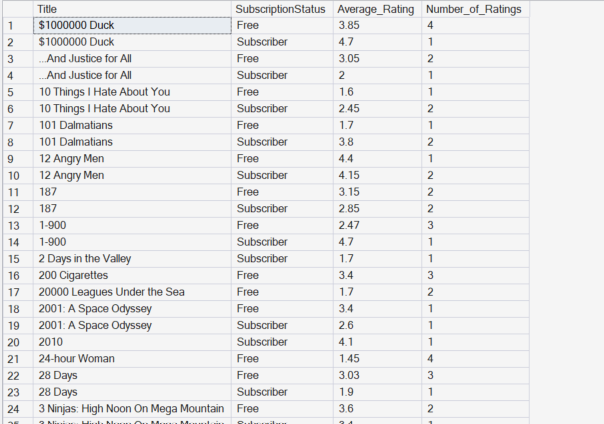 Title SubscriptionStatus Average_Rating Number_of_Ratings
1 $1000000 Duck Free 3.85 4
2 $1000000 Duck Subscriber 4.7 1
3 ...And Justice for All Free 3.05 2
4 ...And Justice for All Subscriber 2 1
5 10 Things I Hate About You Free 1.6 1
6 10 Things I Hate About You Subscriber 2.45 2
7 101 Dalmatians Free 1.7 1
8 101 Dalmatians Subscriber 3.8 2
9 12 Angry Men Free 4.4 1
10 12 Angry Men Subscriber 4.15 2
11 187 Free 3.15 2
12 187 Subscriber 2.85 2
13 1-900 Free 2.47 3
14 1-900 Subscriber 4.7 1
15 2 Days in the Valley Subscriber 1.7 1
16 200 Cigarettes Free 3.4 3
17 20000 Leagues Under the Sea Free 1.7 2
18 2001: A Space Odyssey Free 3.4 1
19 2001: A Space Odyssey Subscriber 2.6 1
20 2010 Subscriber 4.1 1
21 24-hour Woman Free 1.45 4
22 28 Days Free 3.03 3
23 28 Days Subscriber 1.9 1
24 3 Ninjas: High Noon On Mega Mountain Free 3.6 2